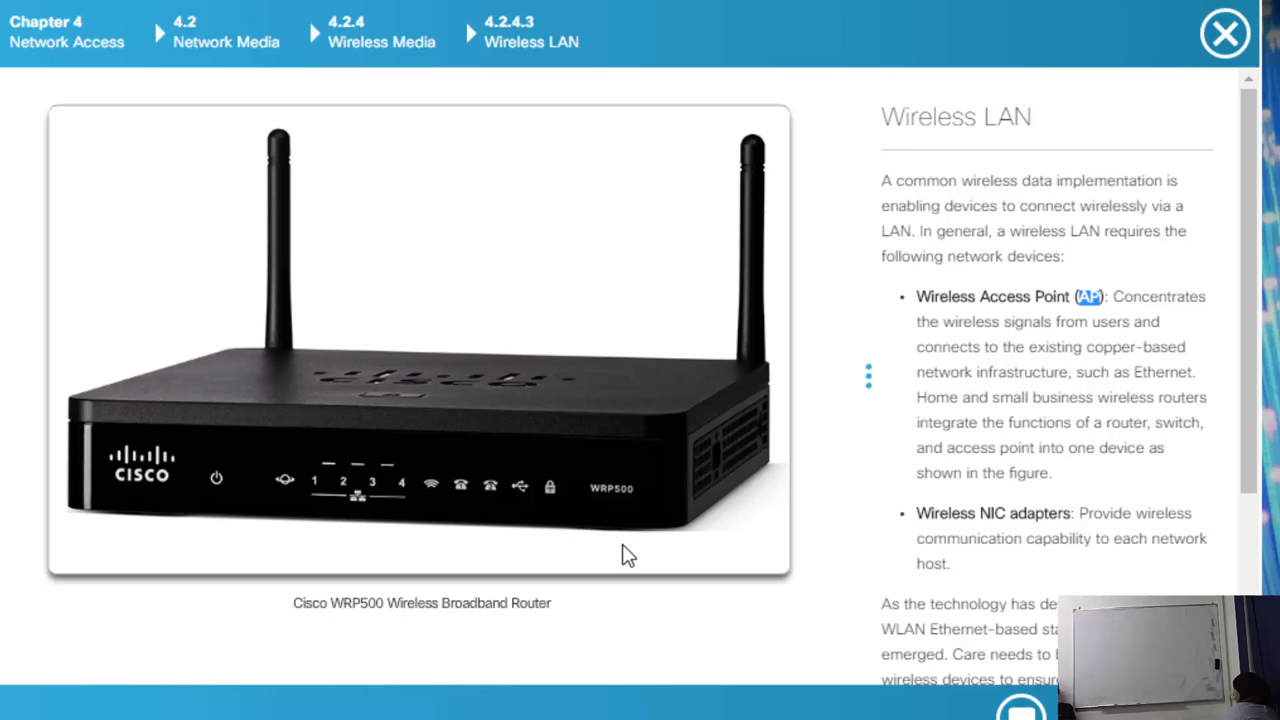 Chapter 4
Network Access
4.2
Network Media
4.2.4
Wireless Media
4.2.4.3
Wireless LAN
CISCO
CISCO
1 2 3 4
WRP500
Cisco WRP500 Wireless Broadband Router
Wireless LAN
A common wireless data implementation is
enabling devices to connect wirelessly via a
LAN. In general, a wireless LAN requires the
following network devices:
• Wireless Access Point (AP): Concentrates
the wireless signals from users and
connects to the existing copper-based
network infrastructure, such as Ethernet.
Home and small business wireless routers
integrate the functions of a router, switch,
and access point into one device as
shown in the figure.
• Wireless NIC adapters: Provide wireless
communication capability to each network
host.
As the technology has
WLAN Ethernet-based
emerged. Care needs to
wireless devices to